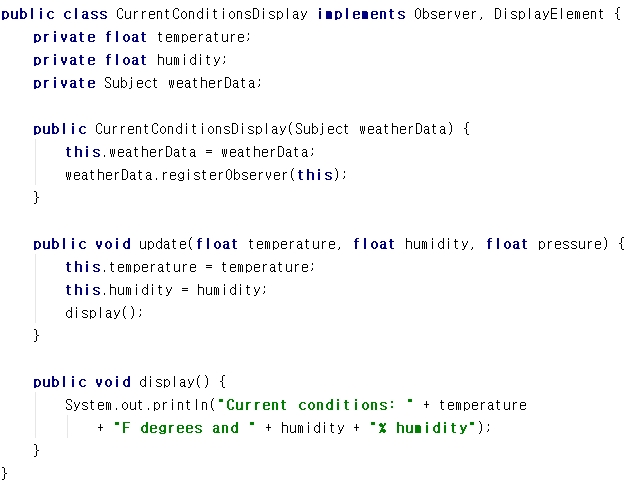 public class CurrentConditionsDisplay implements Observer, DisplayElement {
private float temperature;
private float humidity;
private Subject weatherData;
public CurrentConditionsDisplay(Subject weatherData) {
this.weatherData = weatherData;
weatherData.registerObserver(this);
}
public void update(float temperature, float humidity, float pressure) {
this.temperature = temperature;
this.humidity = humidity;
display();
}
public void display() {
System.out.println("Current conditions: " + temperature
+ "F degrees and " + humidity + "% humidity");
}
}